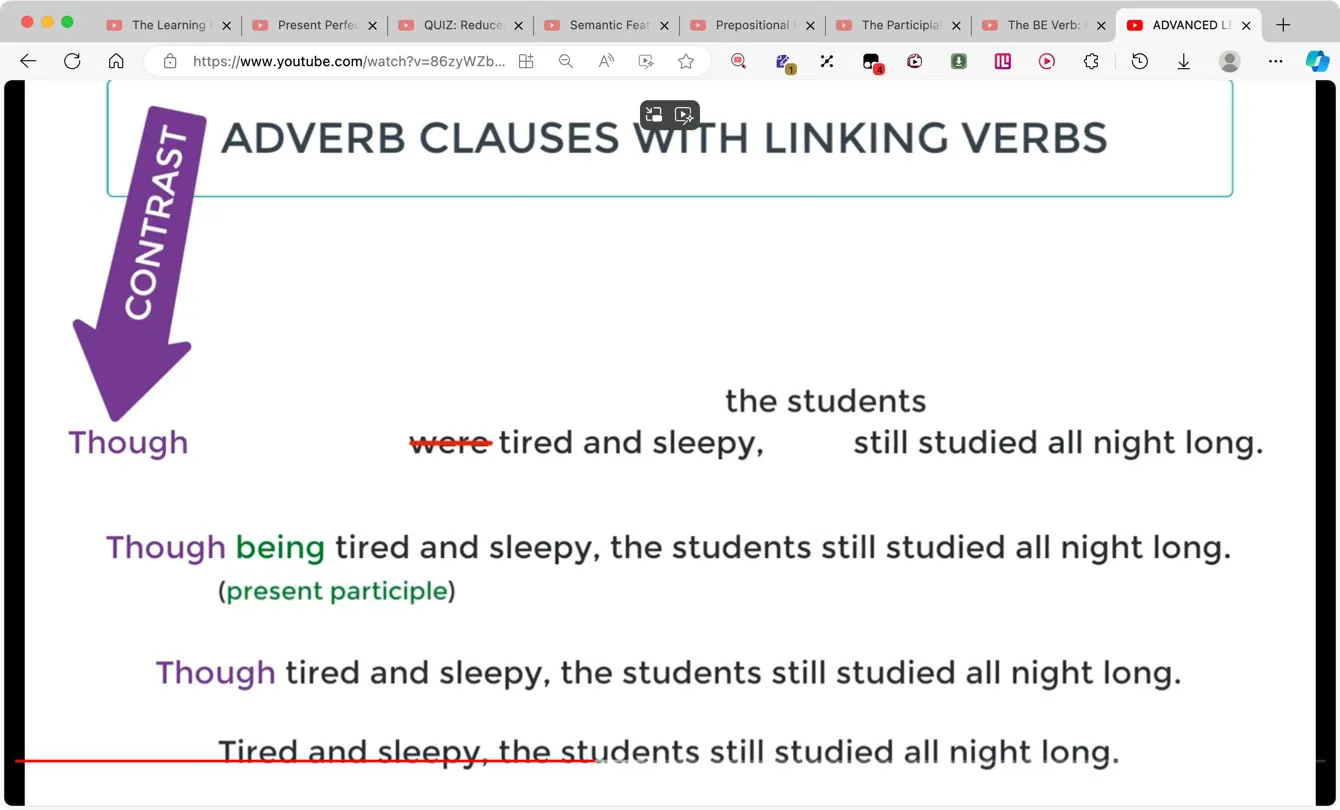 The Learning
Present Perfe
QUIZ: Reduce
Semantic Feat
Prepositional
The Participial
The BE Verb:
ADVANCED LE
https://www.youtube.com/watch?v=86zyWZb...
1
4
ADVERB CLAUSES WITH LINKING VERBS
CONTRAST
the students
Though were tired and sleepy, still studied all night long.
Though being tired and sleepy, the students still studied all night long.
(present participle)
Though tired and sleepy, the students still studied all night long.
Tired and sleepy, the students still studied all night long.